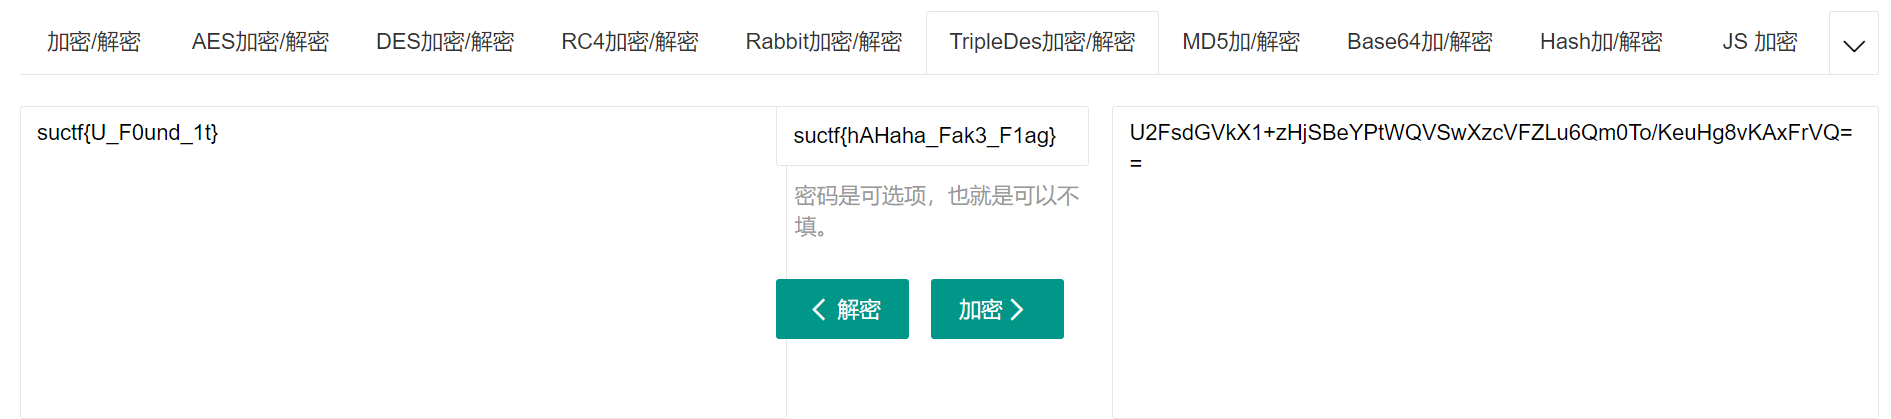 加密/解密 AES加密/解密 DES加密/解密 RC4加密/解密 Rabbit加密/解密 TripleDes加密/解密 MD5加/解密 Base64加/解密 Hash加/解密 JS 加密
suctf{U_F0und_1t}
suctf{hAHaha_Fak3_F1ag}
密码是可选项，也就是可以不
填。
解密 加密
U2FsdGVkX1+zHjSBeYPtWQVSwXzcVFZLu6Qm0To/KeuHg8vKAxFrVQ=
=